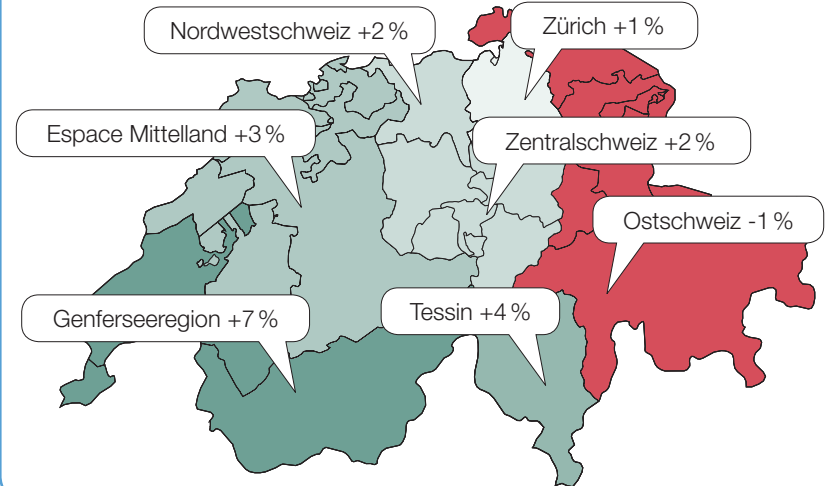 Nordwestschweiz +2 %
Zürich +1 %
Espace Mittelland +3 %
Zentralschweiz +2 %
Ostschweiz -1 %
Genferseeregion +7 %
Tessin +4 %